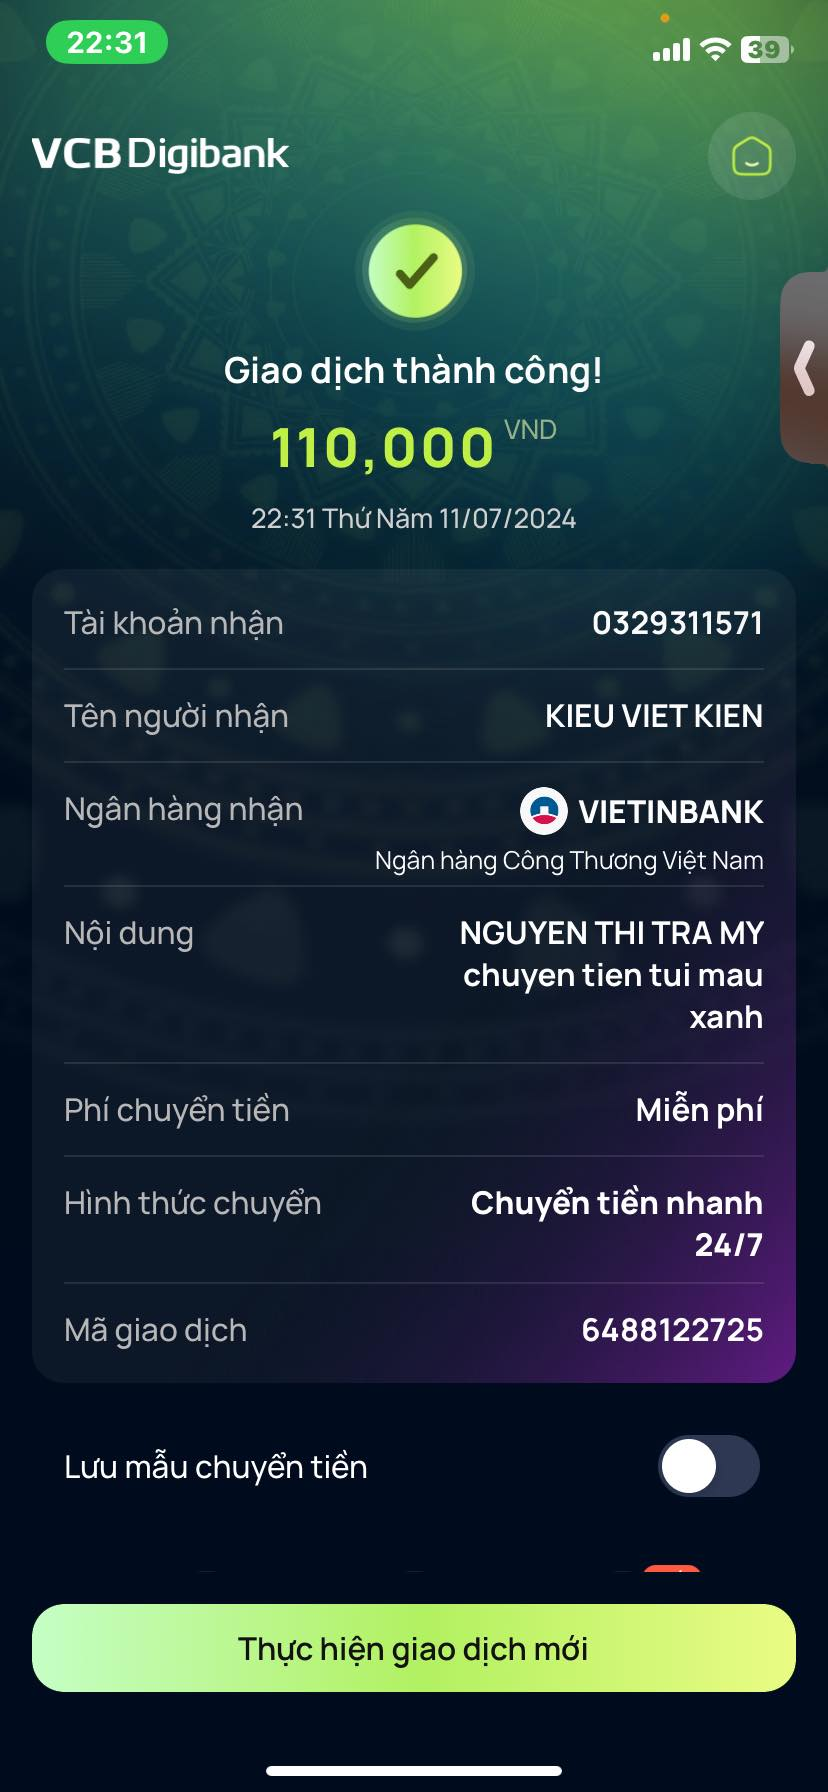 22:31
39
VCB Digibank
Giao dịch thành công!
110,000 VND
22:31 Thứ Năm 11/07/2024
Tài khoản nhận 0329311571
Tên người nhận KIEU VIET KIEN
Ngân hàng nhận VIETINBANK
Ngân hàng Công Thương Việt Nam
Nội dung NGUYEN THI TRA MY
chuyen tien tui mau
xanh
Phí chuyển tiền Miễn phí
Hình thức chuyển Chuyển tiền nhanh
24/7
Mã giao dịch 6488122725
Lưu mẫu chuyển tiền
Thực hiện giao dịch mới